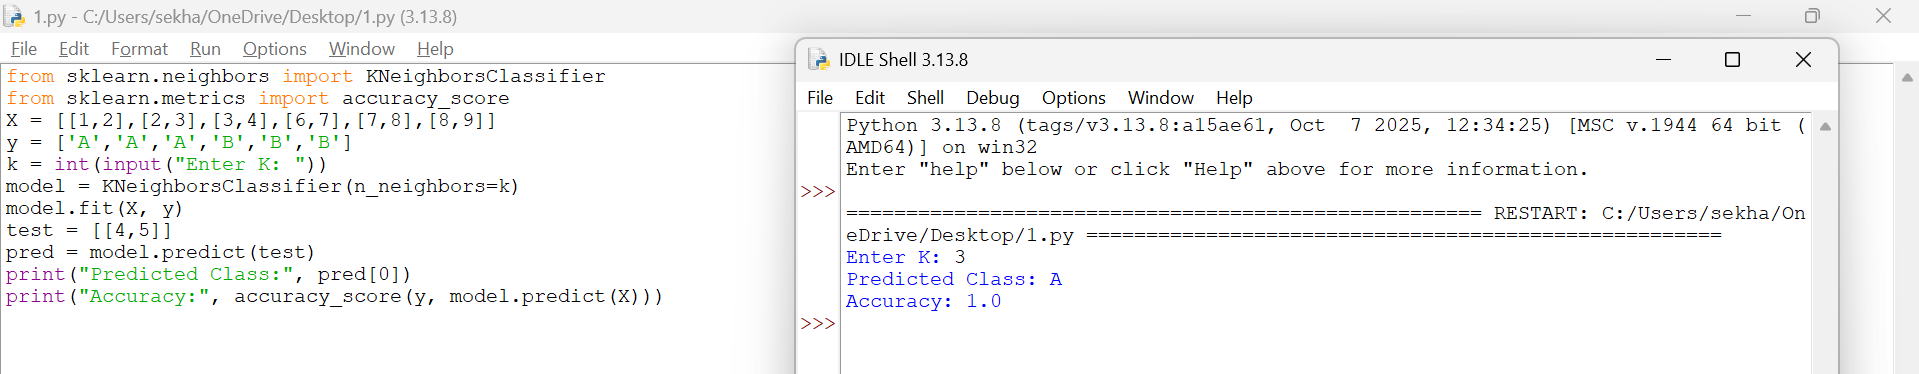 1.py - C:/Users/sekha/OneDrive/Desktop/1.py (3.13.8)
File Edit Format Run Options Window Help
from sklearn.neighbors import KNeighborsClassifier
from sklearn.metrics import accuracy_score
X = [[1,2],[2,3],[3,4],[6,7],[7,8],[8,9]]
y = ['A','A','A','B','B','B']
k = int(input("Enter K: "))
model = KNeighborsClassifier(n_neighbors=k)
model.fit(X, y)
test = [[4,5]]
pred = model.predict(test)
print("Predicted Class:", pred[0])
print("Accuracy:", accuracy_score(y, model.predict(X)))
IDLE Shell 3.13.8
File Edit Shell Debug Options Window Help
Python 3.13.8 (tags/v3.13.8:a15ae61, Oct  7 2025, 12:34:25) [MSC v.1944 64 bit (
AMD64)] on win32
Enter "help" below or click "Help" above for more information.
>>>
===================================================== RESTART: C:/Users/sekha/On
eDrive/Desktop/1.py =====================================================
Enter K: 3
Predicted Class: A
Accuracy: 1.0
>>>